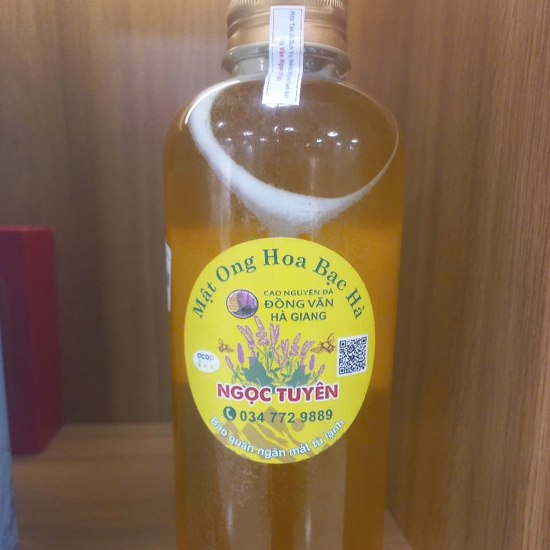 Mật Ong Hoa Bạc Hà
CAO NGUYÊN ĐÁ
ĐỒNG VĂN
HÀ GIANG
OCOP
NGỌC TUYÊN
034 772 9889
Bảo quản ngăn mát tủ lạnh